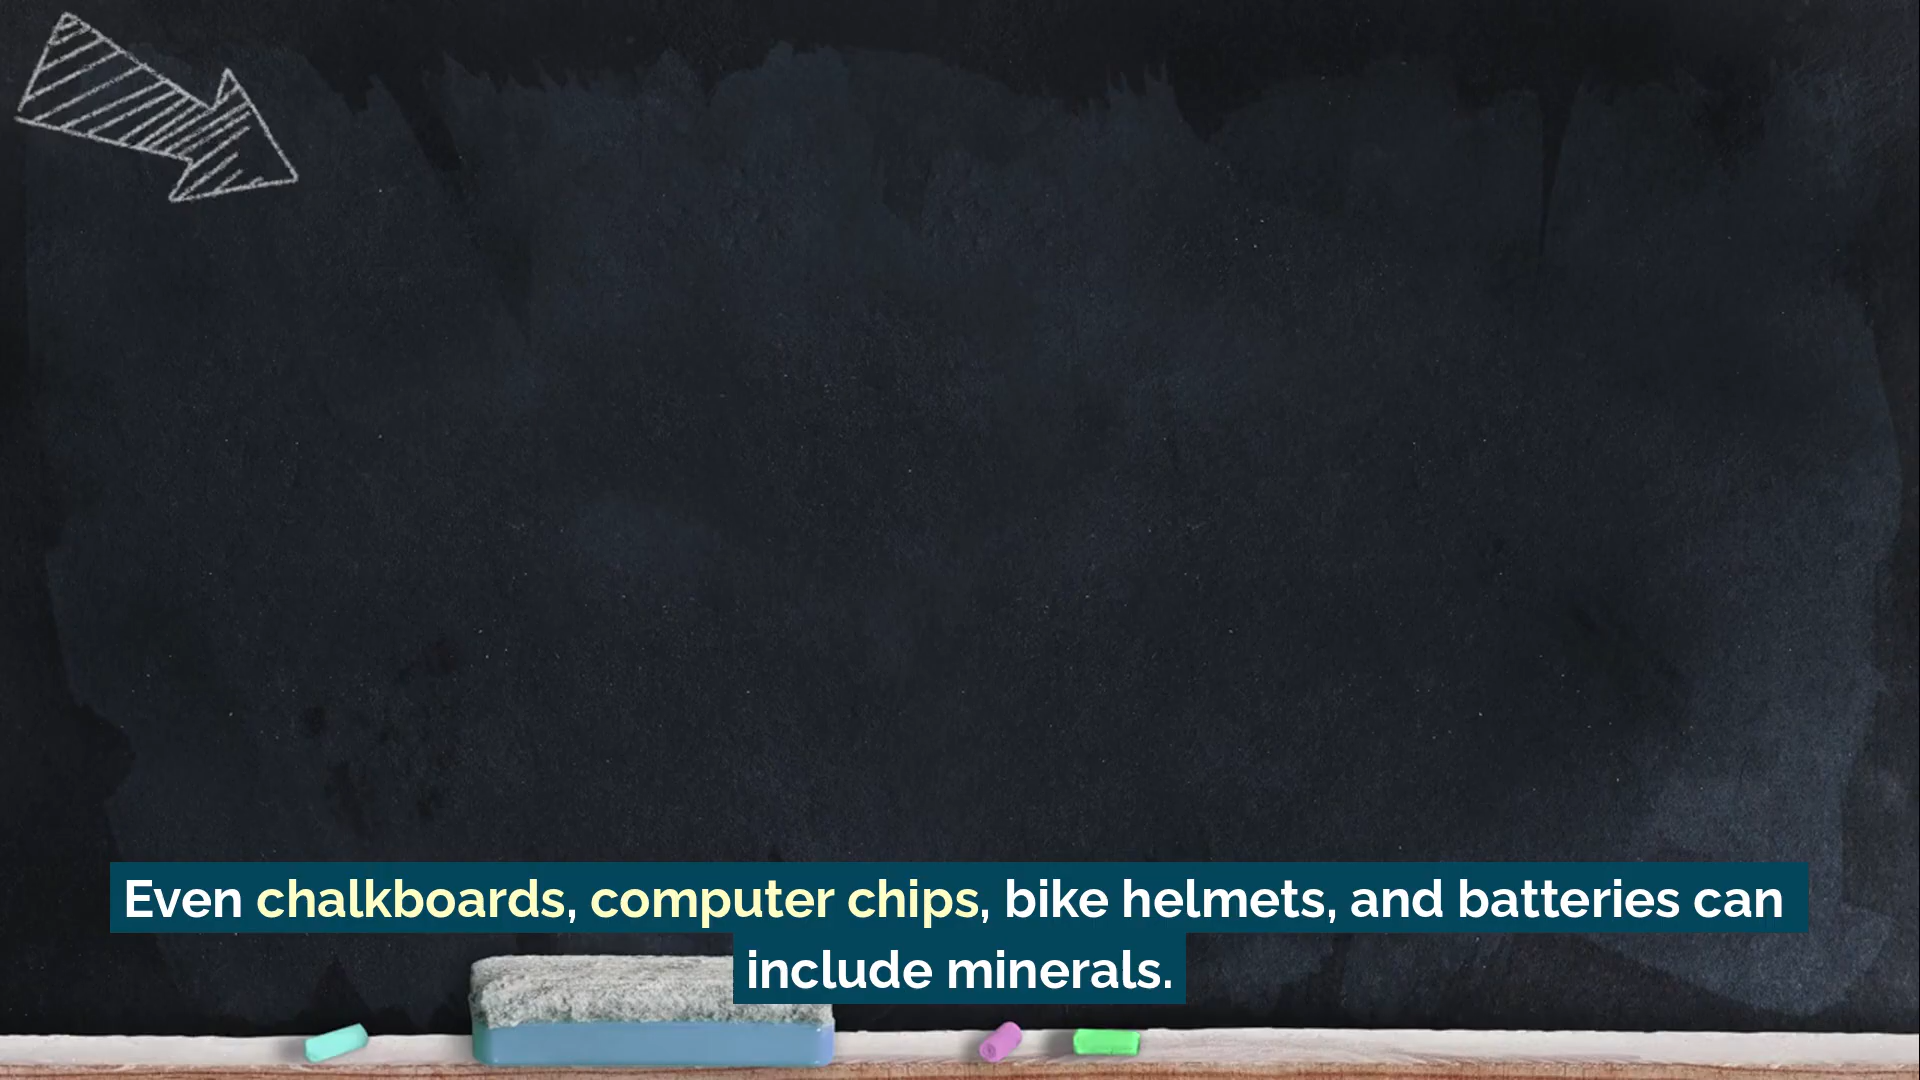 Even chalkboards, computer chips, bike helmets, and batteries can
include minerals.